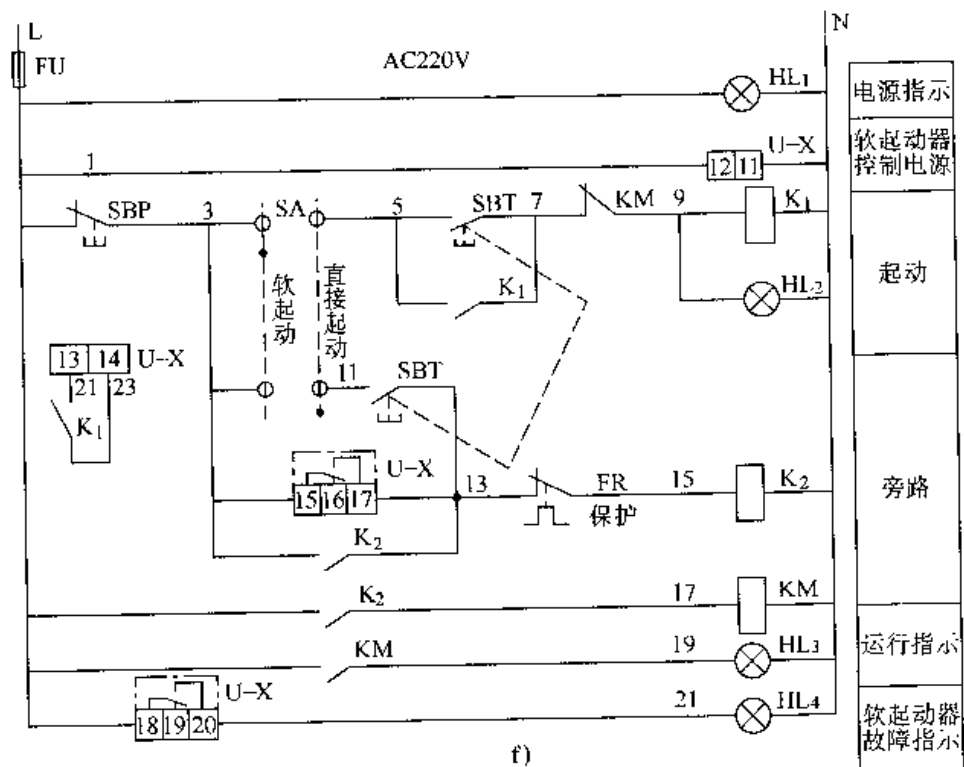 L
N
FU
AC220V
HL1
电源指示
1
U-X
12 11
软起动器
控制电源
SBP
3
SA
5
SBT
7
KM
9
K1
软起动
直接起动
K1
HL2
起动
13 14 U-X
21 23
K1
11
SBT
U-X
15 16 17
13
FR
保护
15
K2
旁路
K2
K2
17
KM
KM
19
HL3
运行指示
U-X
18 19 20
21
HL4
软起动器
故障指示
f)